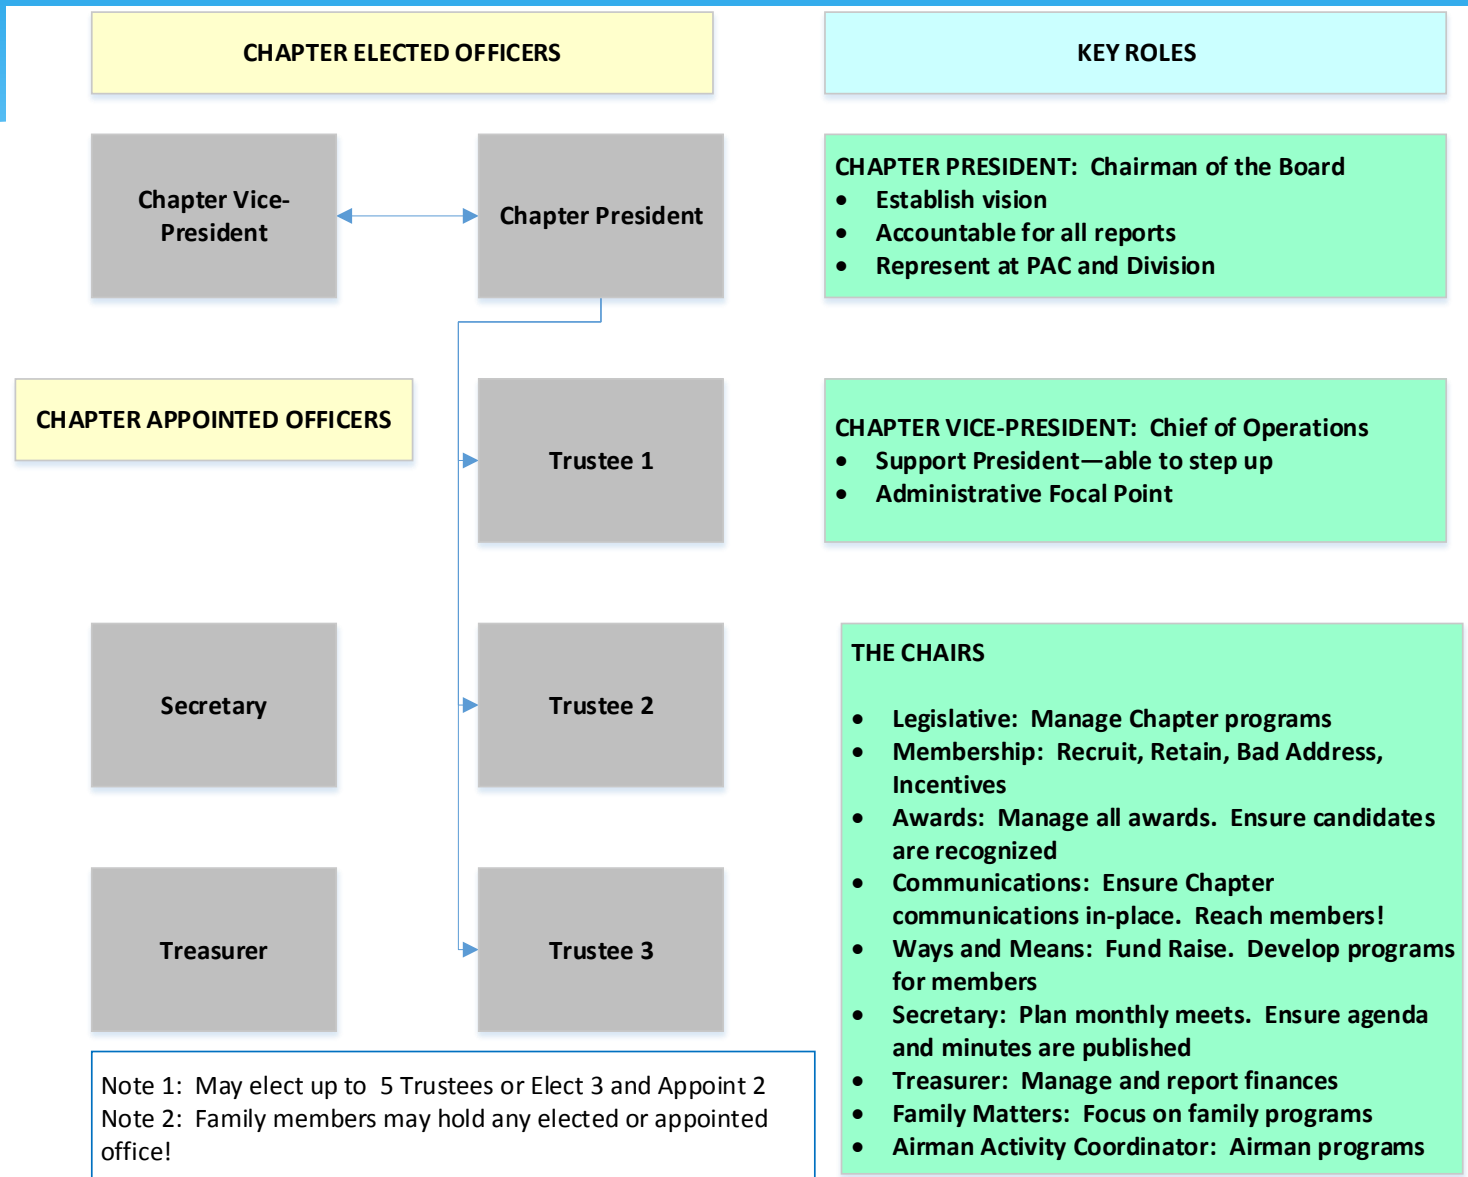 CHAPTER ELECTED OFFICERS
KEY ROLES
Chapter Vice-
President
Chapter President
CHAPTER PRESIDENT:  Chairman of the Board
• Establish vision
• Accountable for all reports
• Represent at PAC and Division
CHAPTER APPOINTED OFFICERS
Trustee 1
CHAPTER VICE-PRESIDENT:  Chief of Operations
• Support President—able to step up
• Administrative Focal Point
Secretary
Trustee 2
Treasurer
Trustee 3
THE CHAIRS
• Legislative:  Manage Chapter programs
• Membership:  Recruit, Retain, Bad Address,
Incentives
• Awards:  Manage all awards.  Ensure candidates
are recognized
• Communications:  Ensure Chapter
communications in-place.  Reach members!
• Ways and Means:  Fund Raise.  Develop programs
for members
• Secretary:  Plan monthly meets.  Ensure agenda
and minutes are published
• Treasurer:  Manage and report finances
• Family Matters:  Focus on family programs
• Airman Activity Coordinator:  Airman programs
Note 1:  May elect up to  5 Trustees or Elect 3 and Appoint 2
Note 2:  Family members may hold any elected or appointed
office!